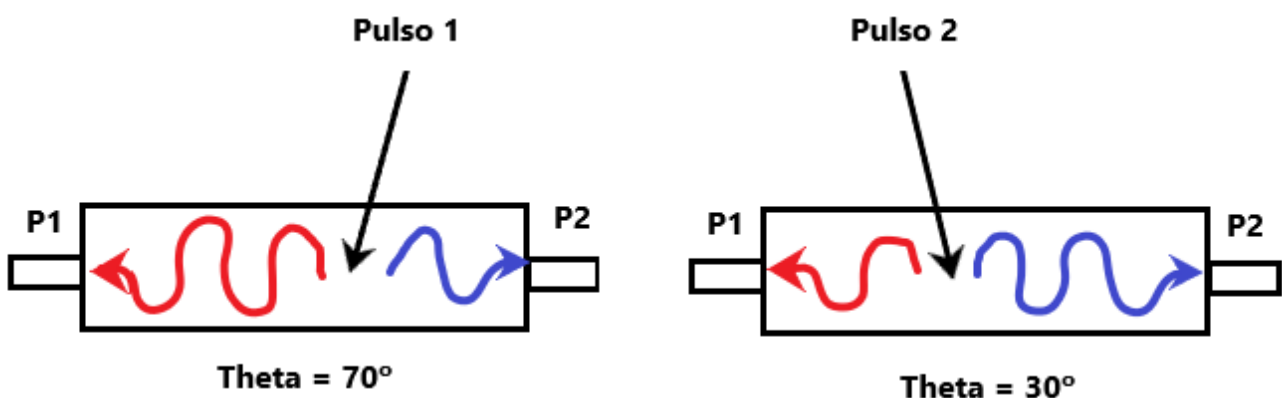 Pulso 1
Pulso 2
P1
P2
P1
P2
Theta = 70º
Theta = 30º